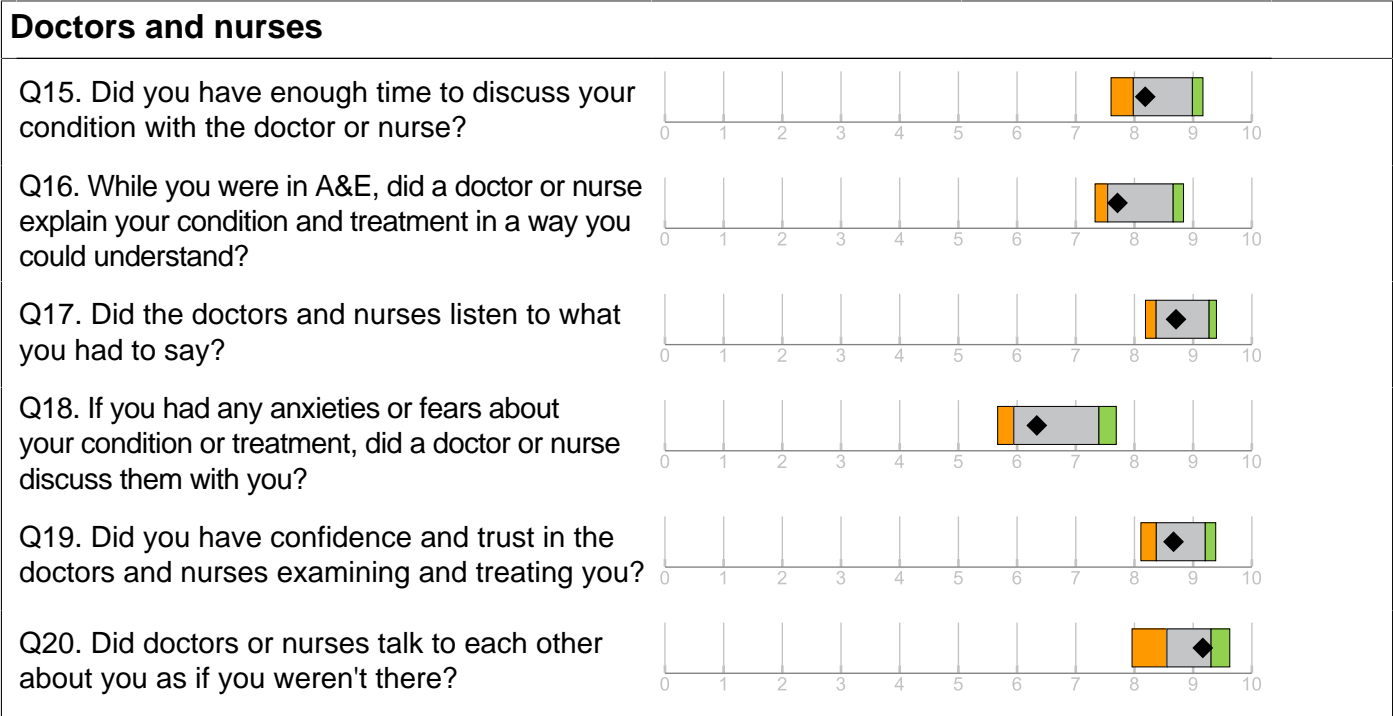 Doctors and nurses
Q15. Did you have enough time to discuss your
condition with the doctor or nurse?
0 1 2 3 4 5 6 7 8 9 10
Q16. While you were in A&E, did a doctor or nurse
explain your condition and treatment in a way you
could understand?
0 1 2 3 4 5 6 7 8 9 10
Q17. Did the doctors and nurses listen to what
you had to say?
0 1 2 3 4 5 6 7 8 9 10
Q18. If you had any anxieties or fears about
your condition or treatment, did a doctor or nurse
discuss them with you?
0 1 2 3 4 5 6 7 8 9 10
Q19. Did you have confidence and trust in the
doctors and nurses examining and treating you?
0 1 2 3 4 5 6 7 8 9 10
Q20. Did doctors or nurses talk to each other
about you as if you weren't there?
0 1 2 3 4 5 6 7 8 9 10